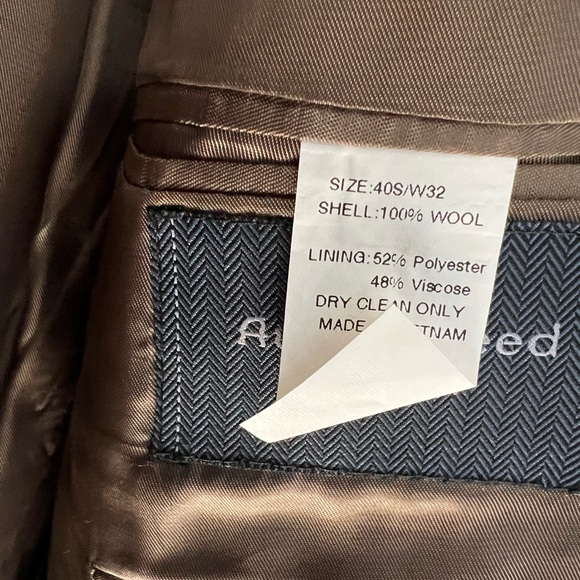 SIZE:40S/W32
SHELL:100% WOOL
LINING:52% Polyester
48% Viscose
DRY CLEAN ONLY
MADE